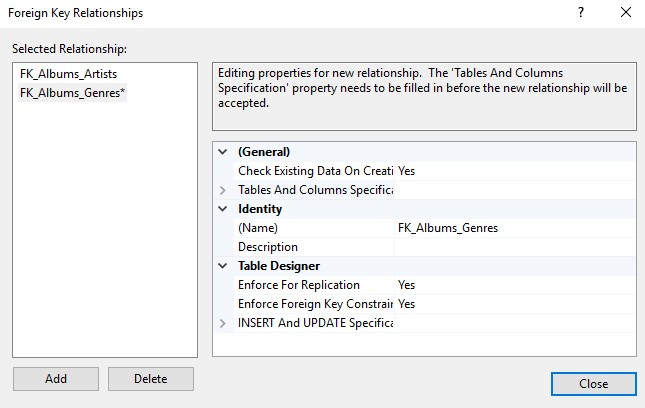 Foreign Key Relationships
?
Selected Relationship:
FK_Albums_Artists
FK_Albums_Genres*
Editing properties for new relationship. The 'Tables And Columns
Specification' property needs to be filled in before the new relationship will be
accepted.
(General)
Check Existing Data On Creati Yes
Tables And Columns Specifica
Identity
(Name) FK_Albums_Genres
Description
Table Designer
Enforce For Replication Yes
Enforce Foreign Key Constrain Yes
INSERT And UPDATE Specifica
Add
Delete
Close